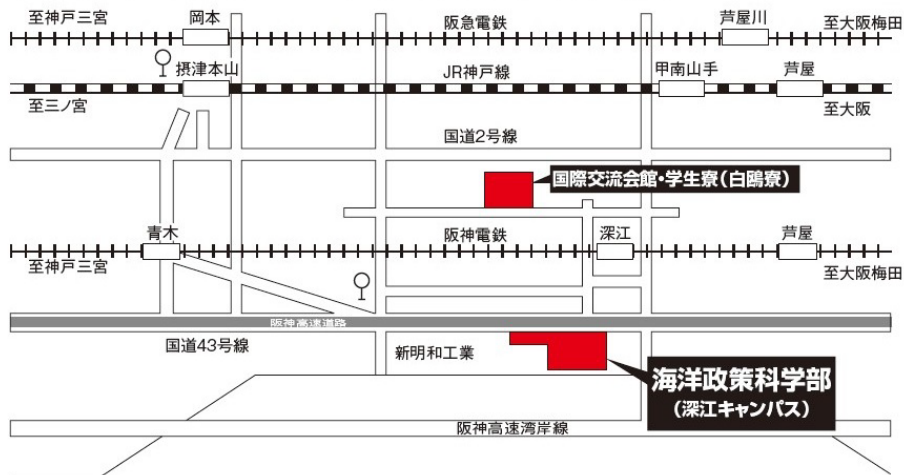 至神戸三宮
岡本
阪急電鉄
芦屋川
至大阪梅田
摂津本山
JR神戸線
甲南山手
芦屋
至三ノ宮
至大阪
国道2号線
国際交流会館・学生寮(白鴎寮)
青木
阪神電鉄
深江
芦屋
至神戸三宮
至大阪梅田
阪神高速道路
国道43号線
新明和工業
海洋政策科学部
(深江キャンパス)
阪神高速湾岸線